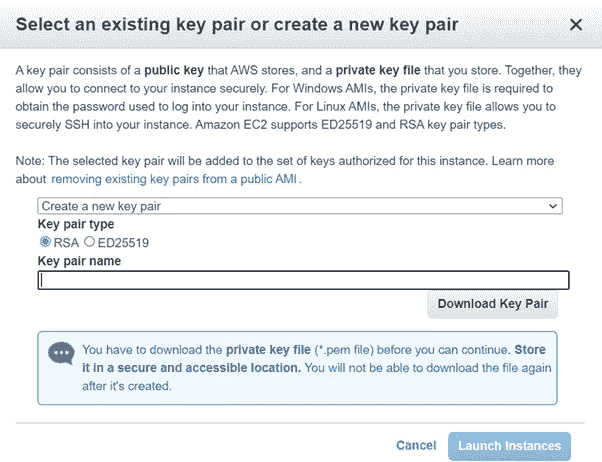 Select an existing key pair or create a new key pair
A key pair consists of a public key that AWS stores, and a private key file that you store. Together, they
allow you to connect to your instance securely. For Windows AMIs, the private key file is required to
obtain the password used to log into your instance. For Linux AMIs, the private key file allows you to
securely SSH into your instance. Amazon EC2 supports ED25519 and RSA key pair types.
Note: The selected key pair will be added to the set of keys authorized for this instance. Learn more
about removing existing key pairs from a public AMI.
Create a new key pair
Key pair type
RSA ED25519
Key pair name
Download Key Pair
You have to download the private key file (*.pem file) before you can continue. Store
it in a secure and accessible location. You will not be able to download the file again
after it's created.
Cancel Launch Instances